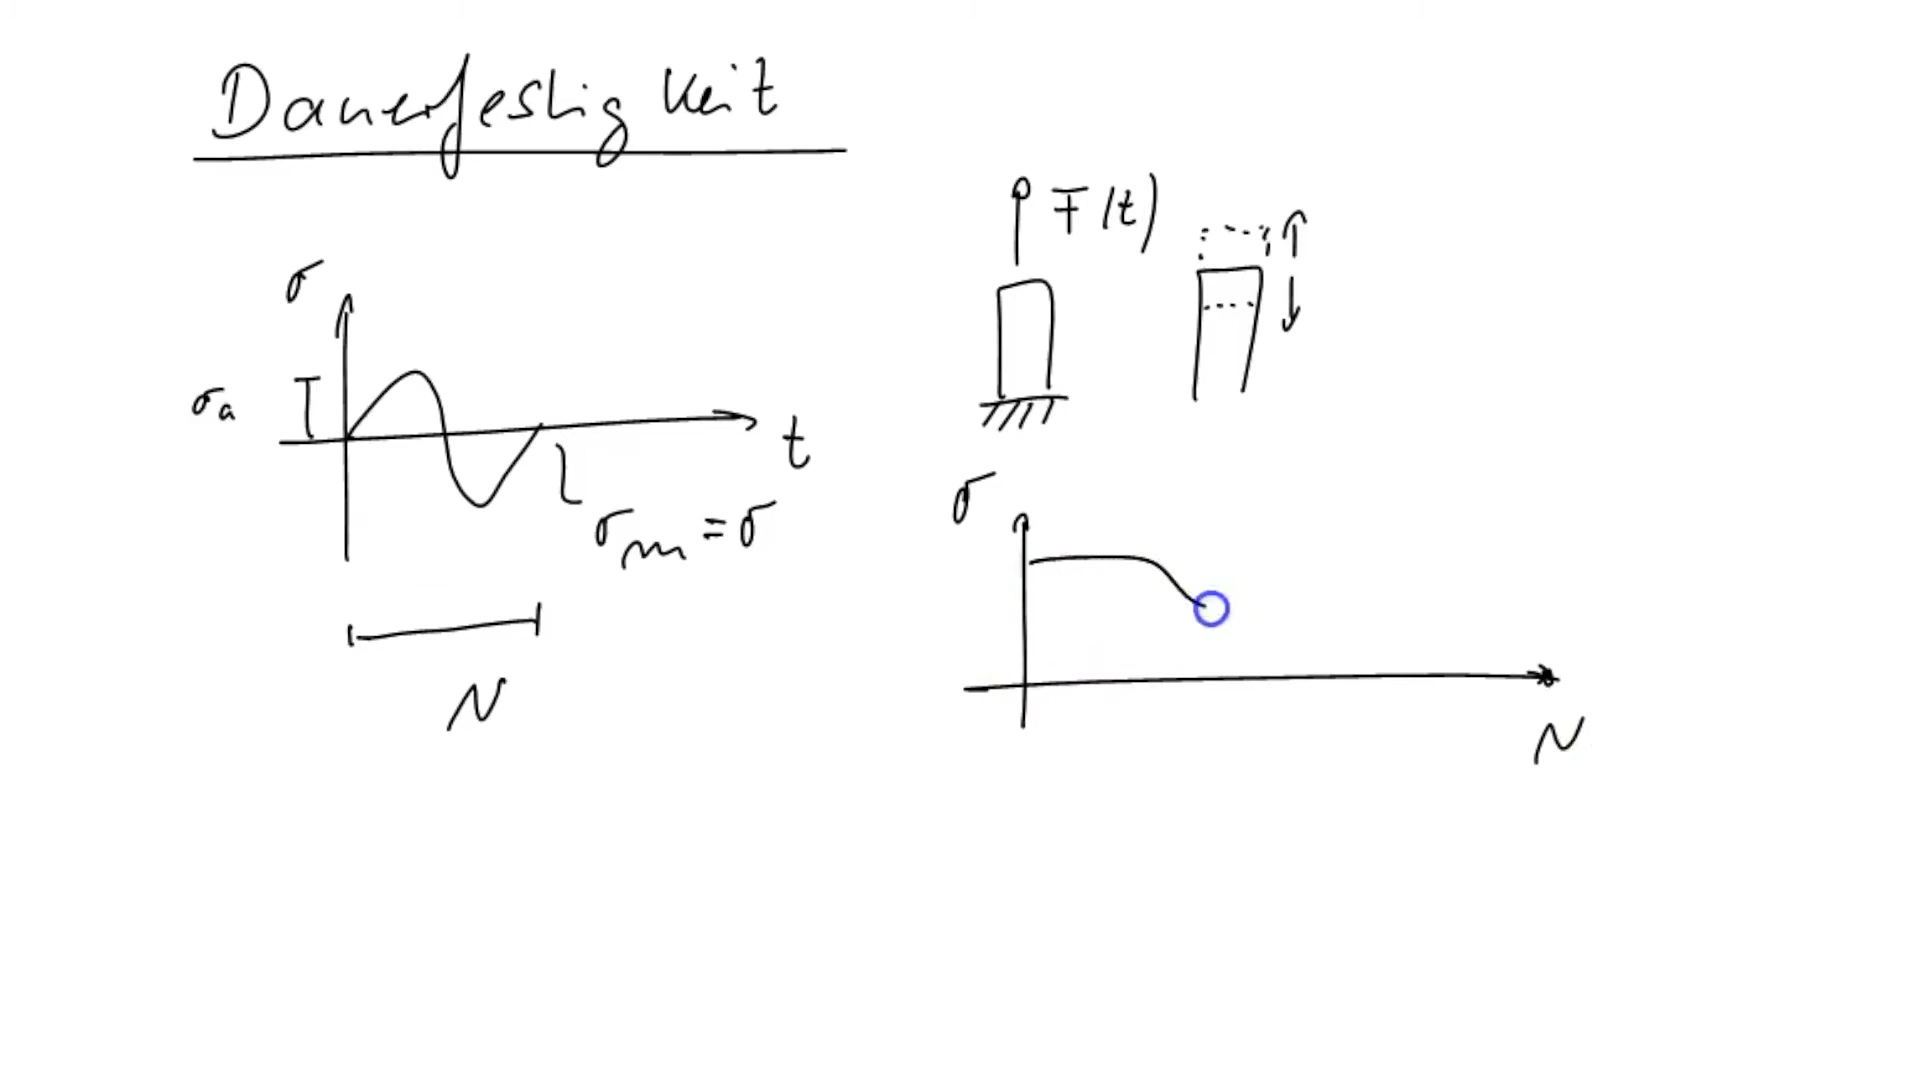 Dauerfestigkeit
F(t)
σ
σa
t
σm = σ
N
σ
N